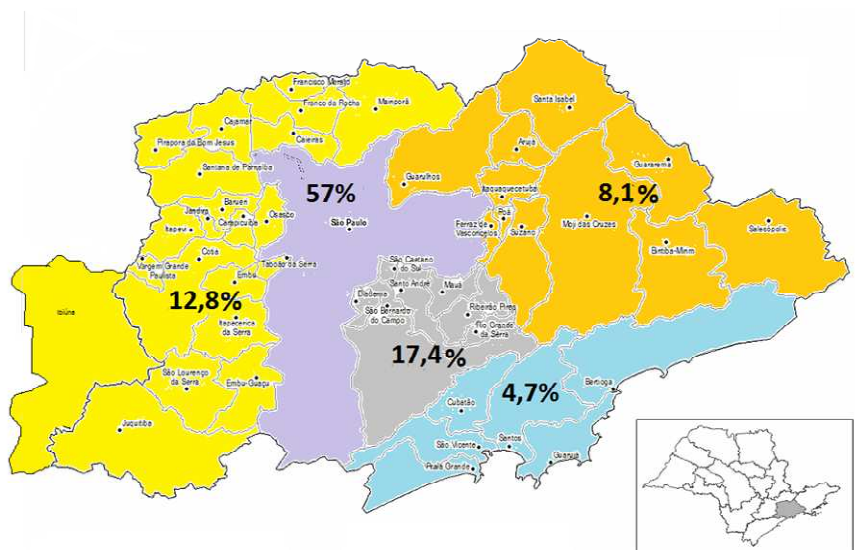 Francisco Morato
Franco da Rocha
Mairiporã
Santa Isabel
Cajamar
Caieiras
Arujá
Pirapora do Bom Jesus
Santana de Parnaíba
Guararema
Guarulhos
Itaquaquecetuba
57%
8,1%
Barueri
Jandira
Carapicuíba
Osasco
São Paulo
Poá
Itapevi
Ferraz de
Vasconcelos
Suzano
Moji das Cruzes
Salesópolis
Biritiba-Mirim
Cotia
Taboão da Serra
Vargem Grande
Paulista
Embu
São Caetano
do Sul
Santo André
Mauá
Diadema
12,8%
São Bernardo
do Campo
Ribeirão Pires
Rio Grande
da Serra
Ibiúna
Itapecerica
da Serra
17,4%
São Lourenço
da Serra
Embu-Guaçu
4,7%
Bertioga
Cubatão
Juquitiba
São Vicente
Santos
Praia Grande
Guarujá